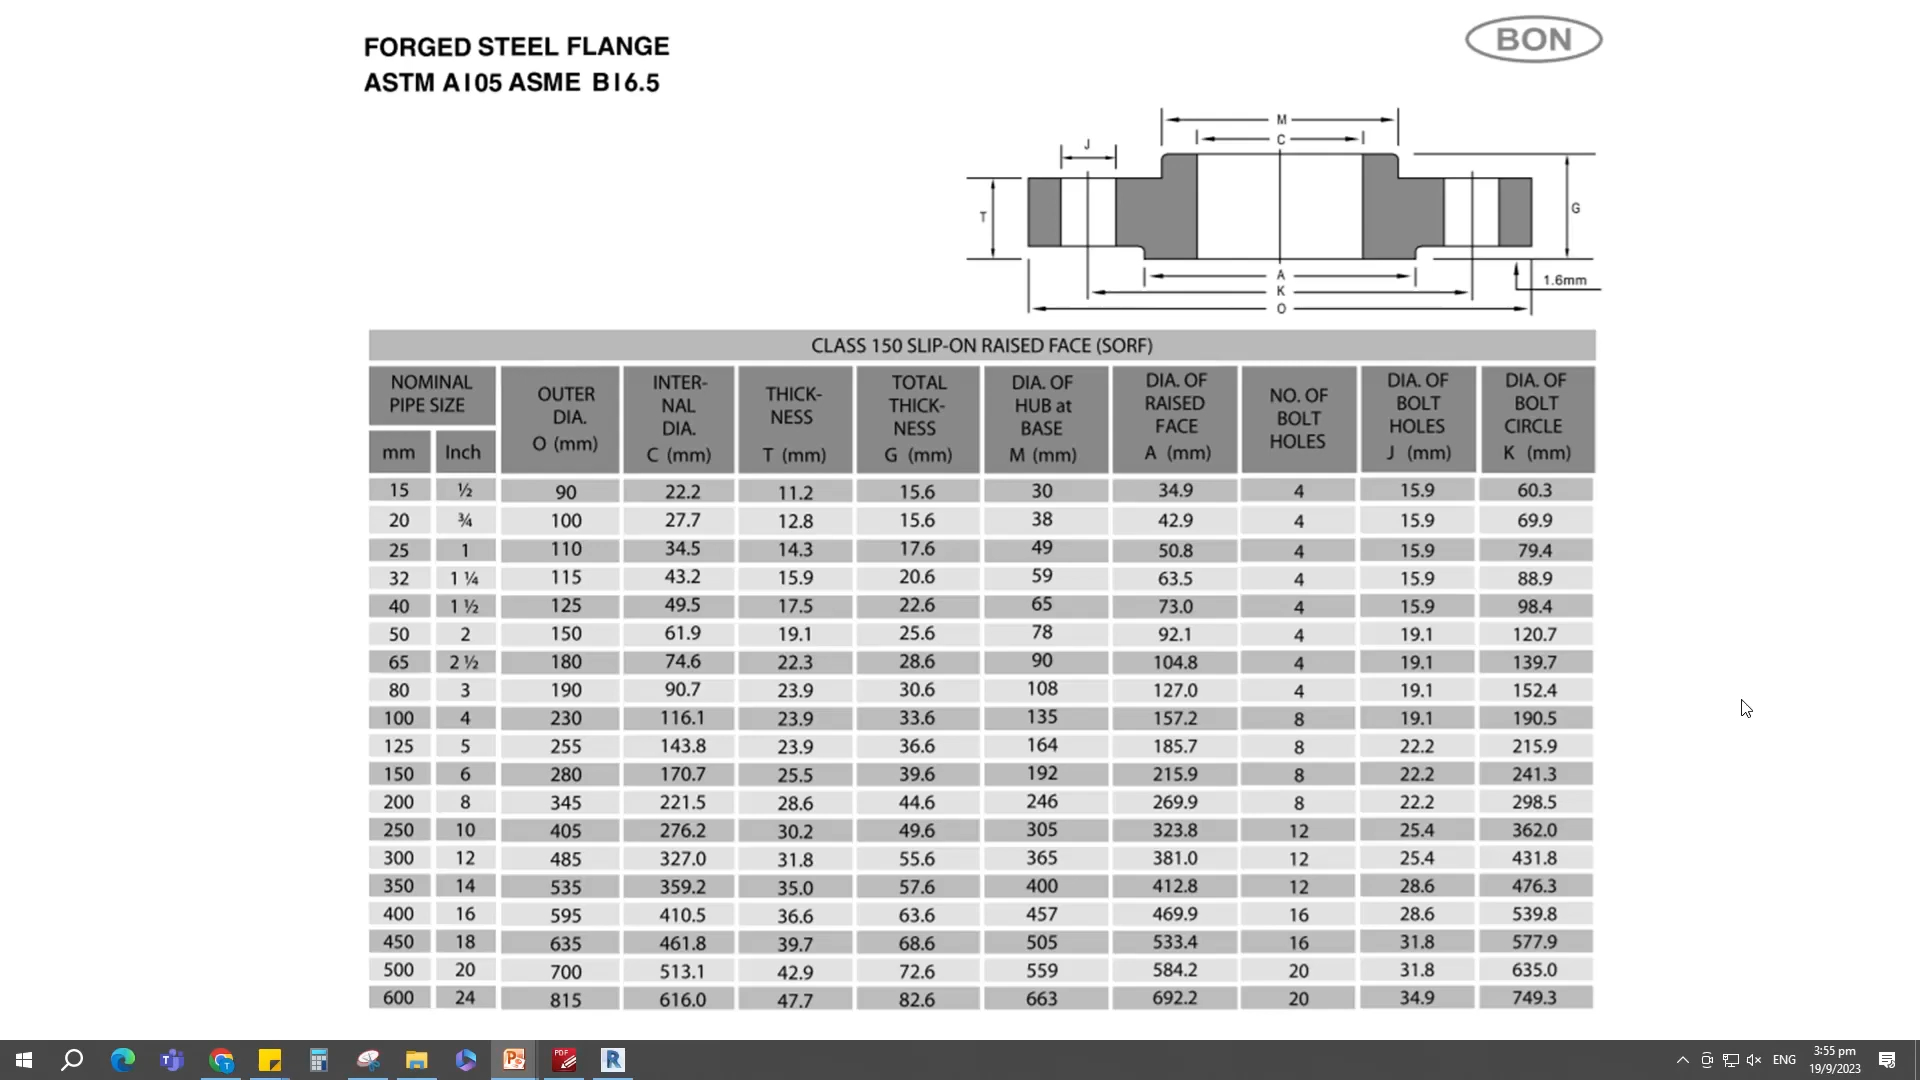 FORGED STEEL FLANGE
ASTM A105 ASME B16.5
BON
M
C
J
T
G
A
K
O
1.6mm
CLASS 150 SLIP-ON RAISED FACE (SORF)
NOMINAL PIPE SIZE mm Inch OUTER DIA. O (mm) INTER-NAL DIA. C (mm) THICK-NESS T (mm) TOTAL THICK-NESS G (mm) DIA. OF HUB at BASE M (mm) DIA. OF RAISED FACE A (mm) NO. OF BOLT HOLES DIA. OF BOLT HOLES J (mm) DIA. OF BOLT CIRCLE K (mm)
15 ½ 90 22.2 11.2 15.6 30 34.9 4 15.9 60.3
20 ¾ 100 27.7 12.8 15.6 38 42.9 4 15.9 69.9
25 1 110 34.5 14.3 17.6 49 50.8 4 15.9 79.4
32 1 ¼ 115 43.2 15.9 20.6 59 63.5 4 15.9 88.9
40 1 ½ 125 49.5 17.5 22.6 65 73.0 4 15.9 98.4
50 2 150 61.9 19.1 25.6 78 92.1 4 19.1 120.7
65 2 ½ 180 74.6 22.3 28.6 90 104.8 4 19.1 139.7
80 3 190 90.7 23.9 30.6 108 127.0 4 19.1 152.4
100 4 230 116.1 23.9 33.6 135 157.2 8 19.1 190.5
125 5 255 143.8 23.9 36.6 164 185.7 8 22.2 215.9
150 6 280 170.7 25.5 39.6 192 215.9 8 22.2 241.3
200 8 345 221.5 28.6 44.6 246 269.9 8 22.2 298.5
250 10 405 276.2 30.2 49.6 305 323.8 12 25.4 362.0
300 12 485 327.0 31.8 55.6 365 381.0 12 25.4 431.8
350 14 535 359.2 35.0 57.6 400 412.8 12 28.6 476.3
400 16 595 410.5 36.6 63.6 457 469.9 16 28.6 539.8
450 18 635 461.8 39.7 68.6 505 533.4 16 31.8 577.9
500 20 700 513.1 42.9 72.6 559 584.2 20 31.8 635.0
600 24 815 616.0 47.7 82.6 663 692.2 20 34.9 749.3
ENG
3:55 pm
19/9/2023